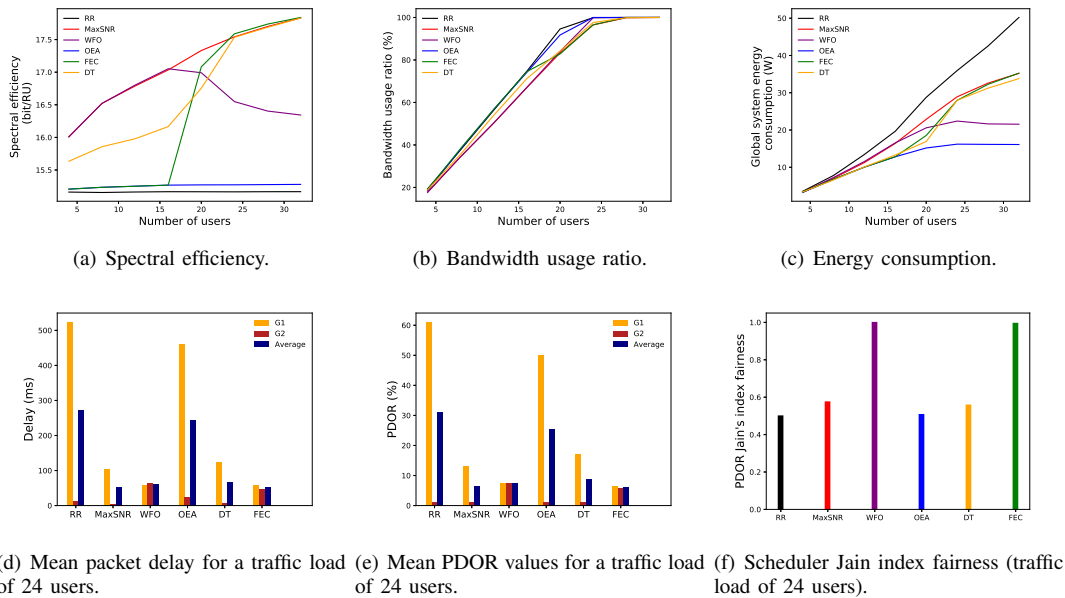 Spectral efficiency
(bit/RU)
17.5
17.0
16.5
16.0
15.5
RR
MaxSNR
WFO
OEA
FEC
DT
5 10 15 20 25 30
Number of users
(a) Spectral efficiency.
Bandwidth usage ratio (%)
100
80
60
40
20
RR
MaxSNR
WFO
OEA
FEC
DT
5 10 15 20 25 30
Number of users
(b) Bandwidth usage ratio.
Global system energy
consumption (W)
50
40
30
20
10
RR
MaxSNR
WFO
OEA
FEC
DT
5 10 15 20 25 30
Number of users
(c) Energy consumption.
Delay (ms)
500
400
300
200
100
0
G1
G2
Average
RR MaxSNR WFO OEA DT FEC
(d) Mean packet delay for a traffic load
of 24 users.
PDOR (%)
60
50
40
30
20
10
0
G1
G2
Average
RR MaxSNR WFO OEA DT FEC
(e) Mean PDOR values for a traffic load
of 24 users.
PDOR Jain's index fairness
1.0
0.8
0.6
0.4
0.2
0.0
RR MaxSNR WFO OEA DT FEC
(f) Scheduler Jain index fairness (traffic
load of 24 users).